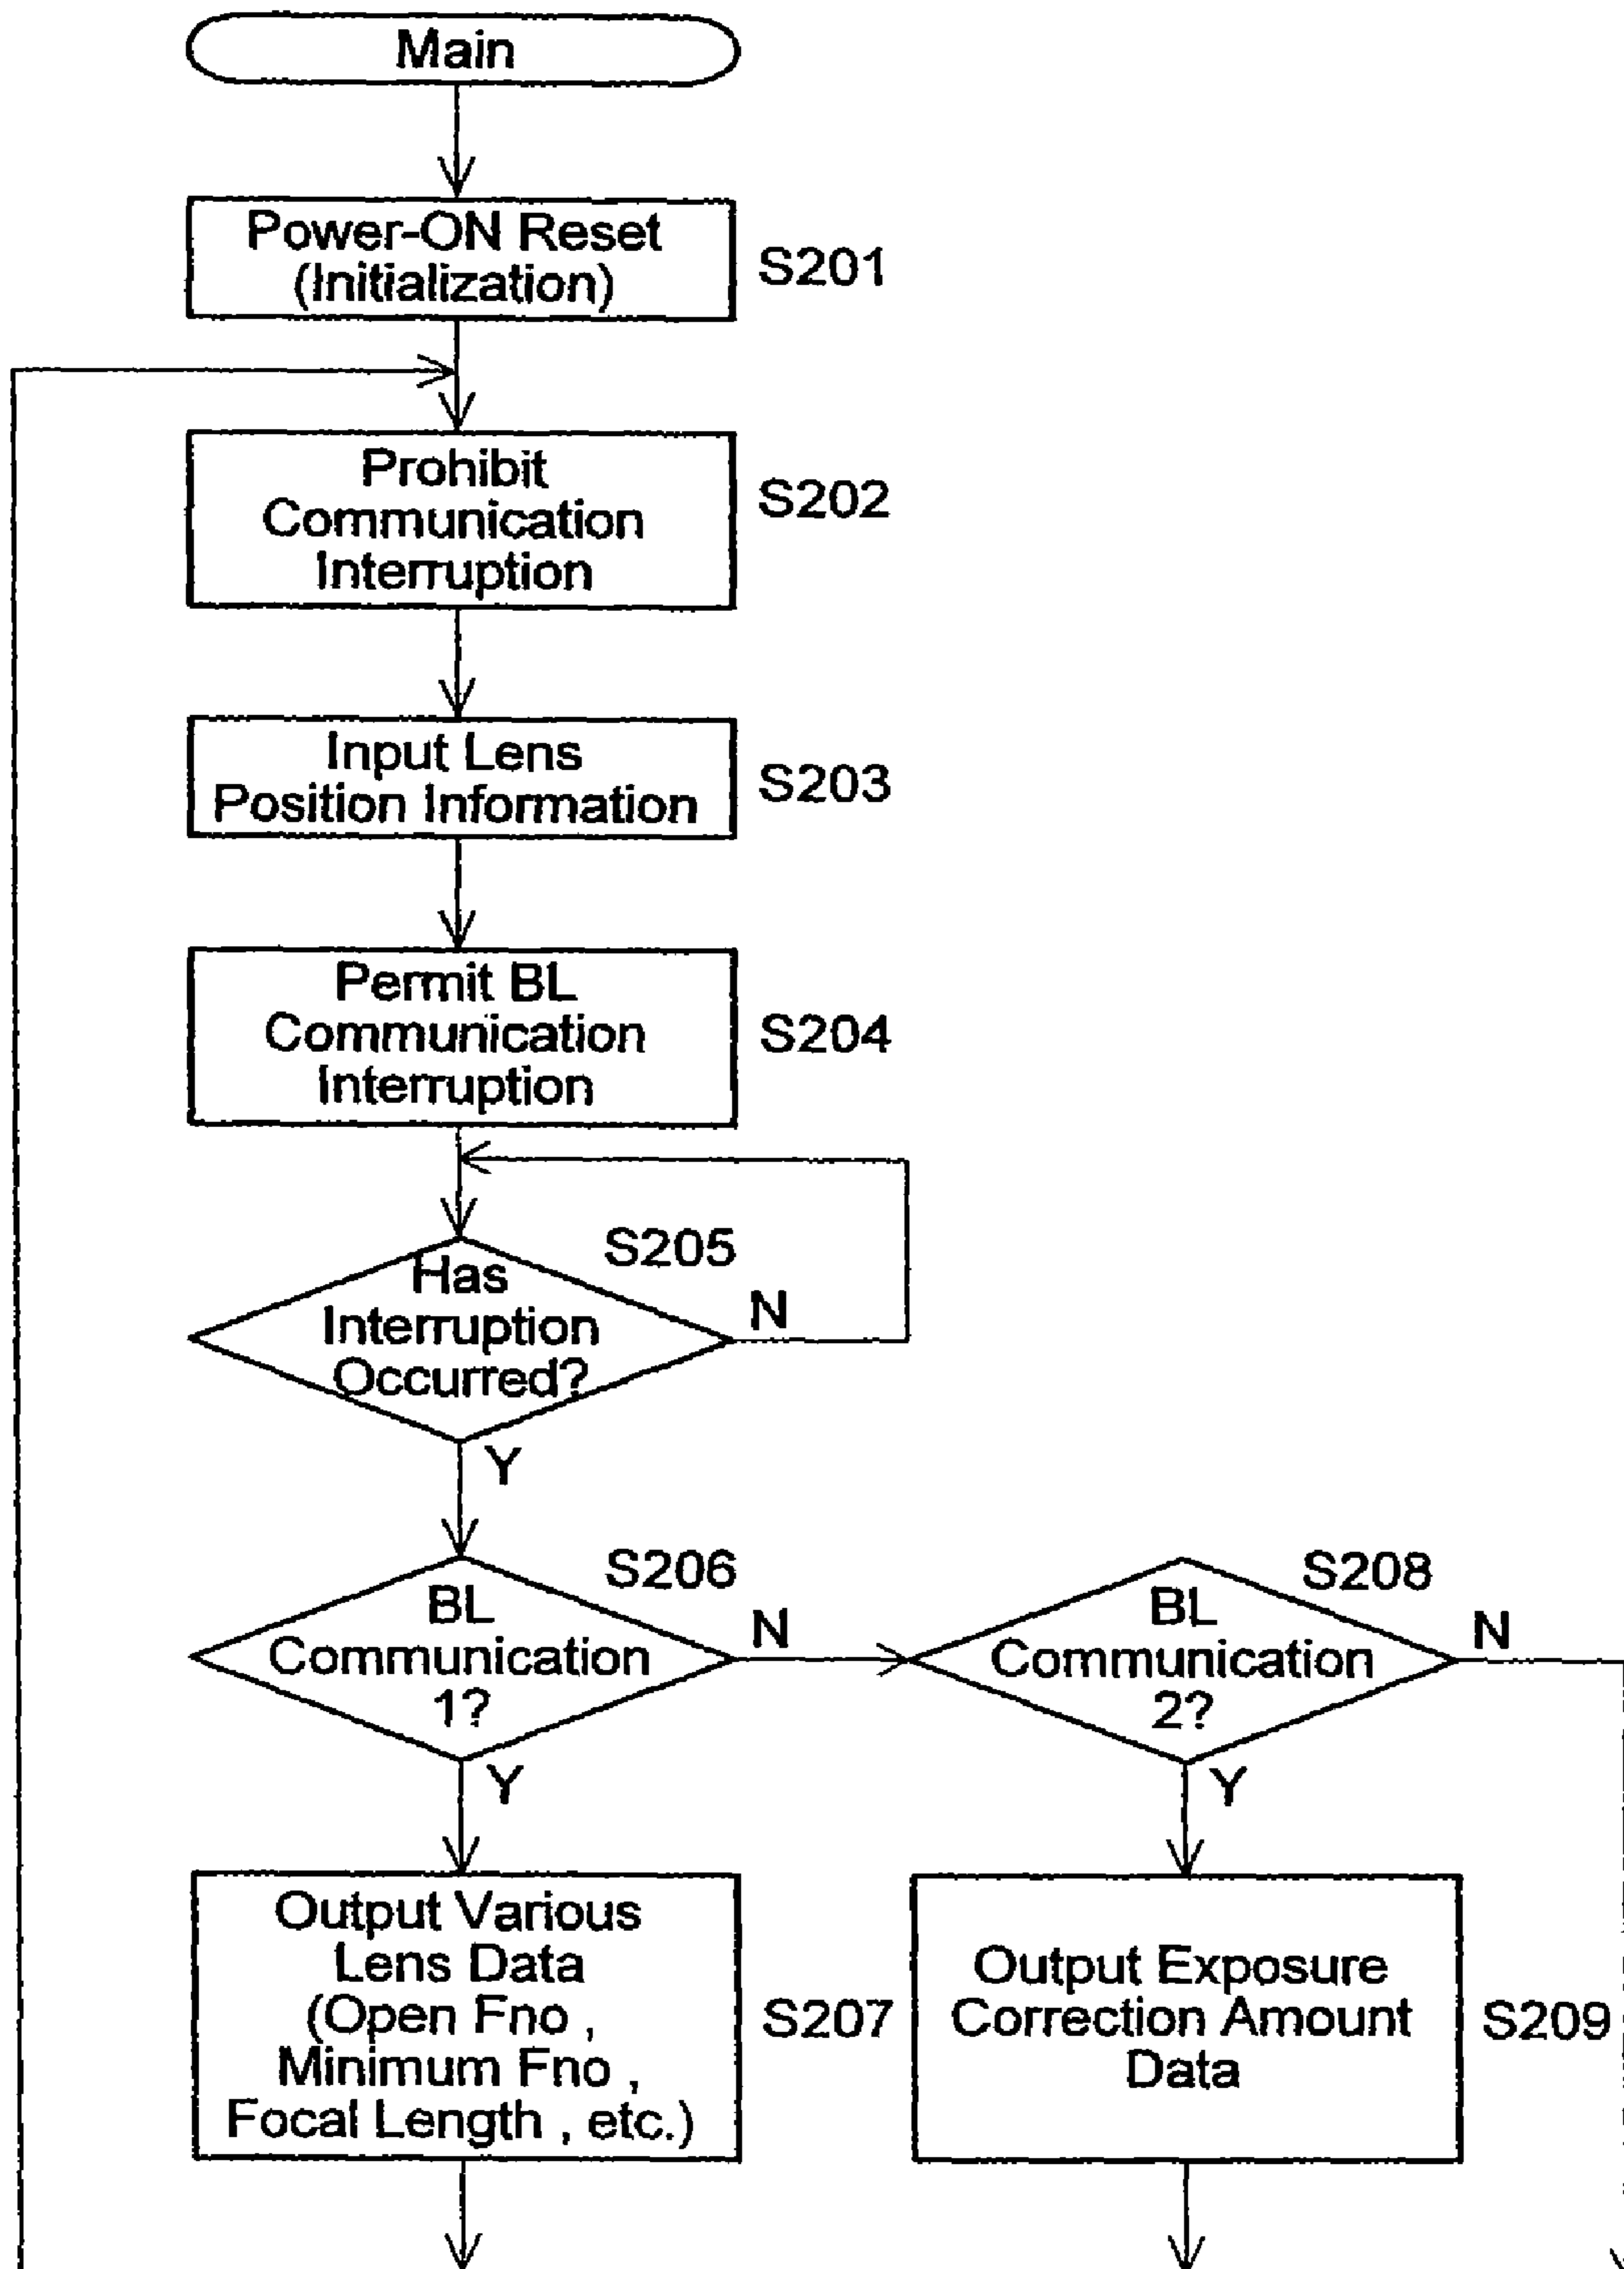 Main
Power-ON Reset
(Initialization)
S201
Prohibit
Communication
Interruption
S202
Input Lens
Position Information
S203
Permit BL
Communication
Interruption
S204
S205
Has
Interruption
Occurred?
N
Y
S206
BL
Communication
1?
N
Y
S208
BL
Communication
2?
N
Y
Output Various
Lens Data
(Open Fno ,
Minimum Fno ,
Focal Length , etc.)
S207
Output Exposure
Correction Amount
Data
S209